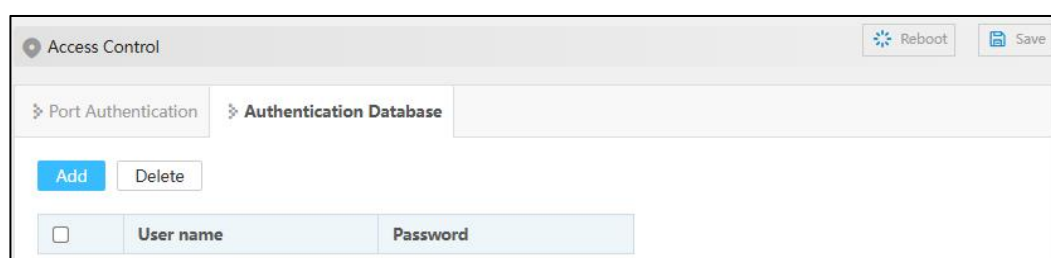 Access Control
Reboot
Save
Port Authentication
Authentication Database
Add
Delete
User name
Password